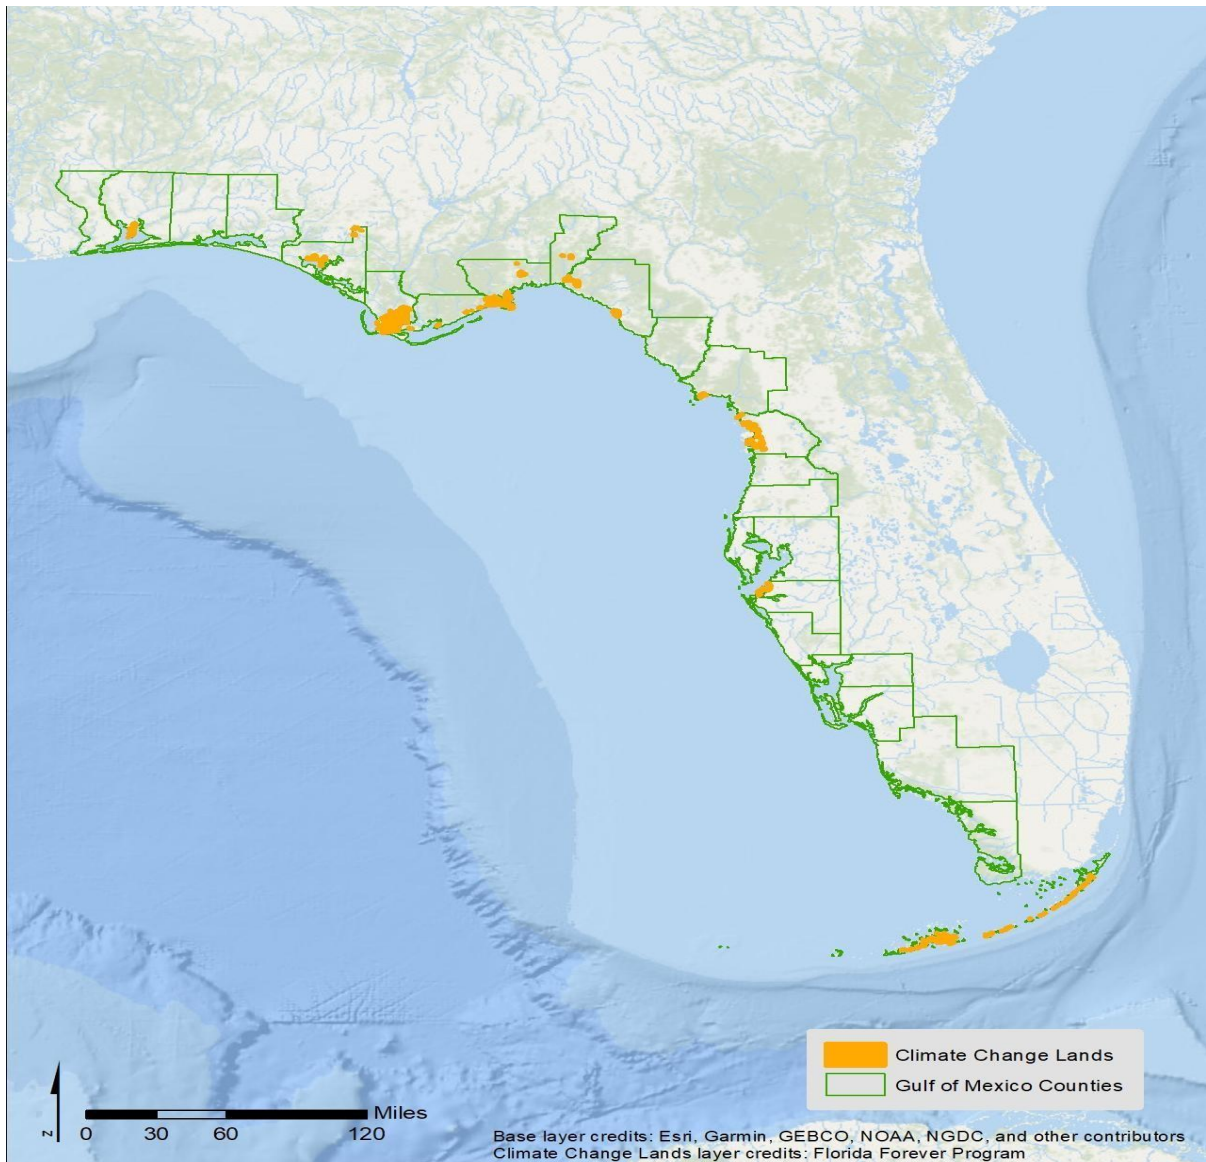 Climate Change Lands
Gulf of Mexico Counties
N
Miles
0 30 60 120
Base layer credits: Esri, Garmin, GEBCO, NOAA, NGDC, and other contributors
Climate Change Lands layer credits: Florida Forever Program